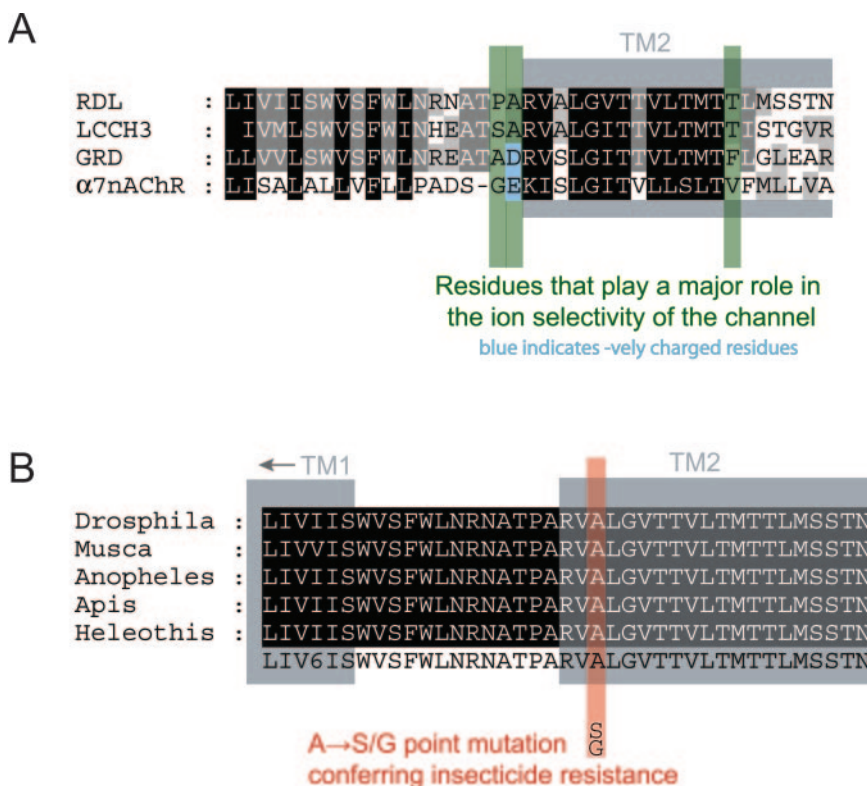 A
TM2
RDL : LIVIISWVSFWLNRNATPARVALGVTTVLTMTTLMSSTN
LCCH3 : IVMLSWVSFWINHEATSARVALGITTVLTMTTISTGVR
GRD : LLVVLSWVSFWLNREATADRVSLGITTVLTMTFLGLEAR
α7nAChR : LISALALLVFLLPADS-GEKISLGITVLLSLTVFMLLVA
Residues that play a major role in
the ion selectivity of the channel
blue indicates -vely charged residues
B
← TM1 TM2
Drosphila : LIVIISWVSFWLNRNATPARVALGVTTVLTMTTLMSSTN
Musca : LIVVISWVSFWLNRNATPARVALGVTTVLTMTTLMSSTN
Anopheles : LIVVISWVSFWLNRNATPARVALGVTTVLTMTTLMSSTN
Apis : LIVVISWVSFWLNRNATPARVALGVTTVLTMTTLMSSTN
Heleothis : LIVIISWVSFWLNRNATPARVALGVTTVLTMTTLMSSTN
LIV6ISWVSFWLNRNATPARVALGVTTVLTMTTLMSSTN
S
G
A→S/G point mutation
conferring insecticide resistance